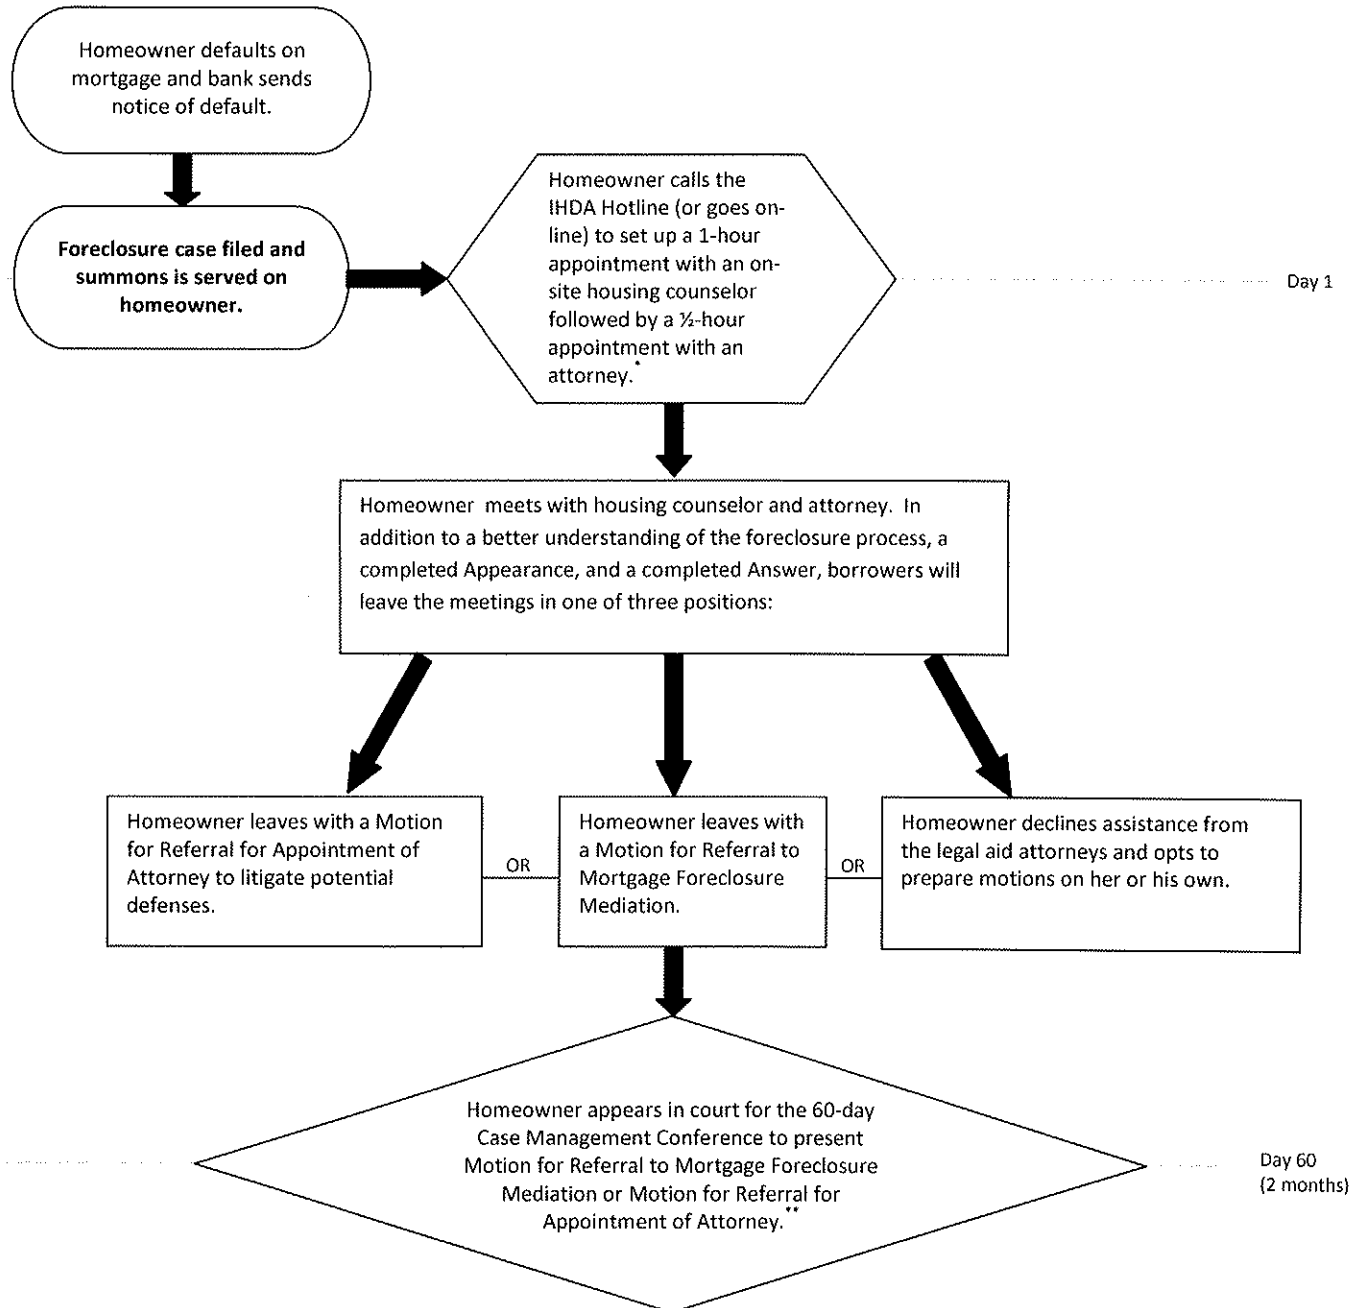 Homeowner defaults on
mortgage and bank sends
notice of default.
Foreclosure case filed and
summons is served on
homeowner.
Homeowner calls the
IHDA Hotline (or goes on-
line) to set up a 1-hour
appointment with an on-
site housing counselor
followed by a ½-hour
appointment with an
attorney.*
Day 1
Homeowner meets with housing counselor and attorney. In
addition to a better understanding of the foreclosure process, a
completed Appearance, and a completed Answer, borrowers will
leave the meetings in one of three positions:
Homeowner leaves with a Motion
for Referral for Appointment of
Attorney to litigate potential
defenses.
OR
Homeowner leaves with
a Motion for Referral to
Mortgage Foreclosure
Mediation.
OR
Homeowner declines assistance from
the legal aid attorneys and opts to
prepare motions on her or his own.
Homeowner appears in court for the 60-day
Case Management Conference to present
Motion for Referral to Mortgage Foreclosure
Mediation or Motion for Referral for
Appointment of Attorney.**
Day 60
(2 months)